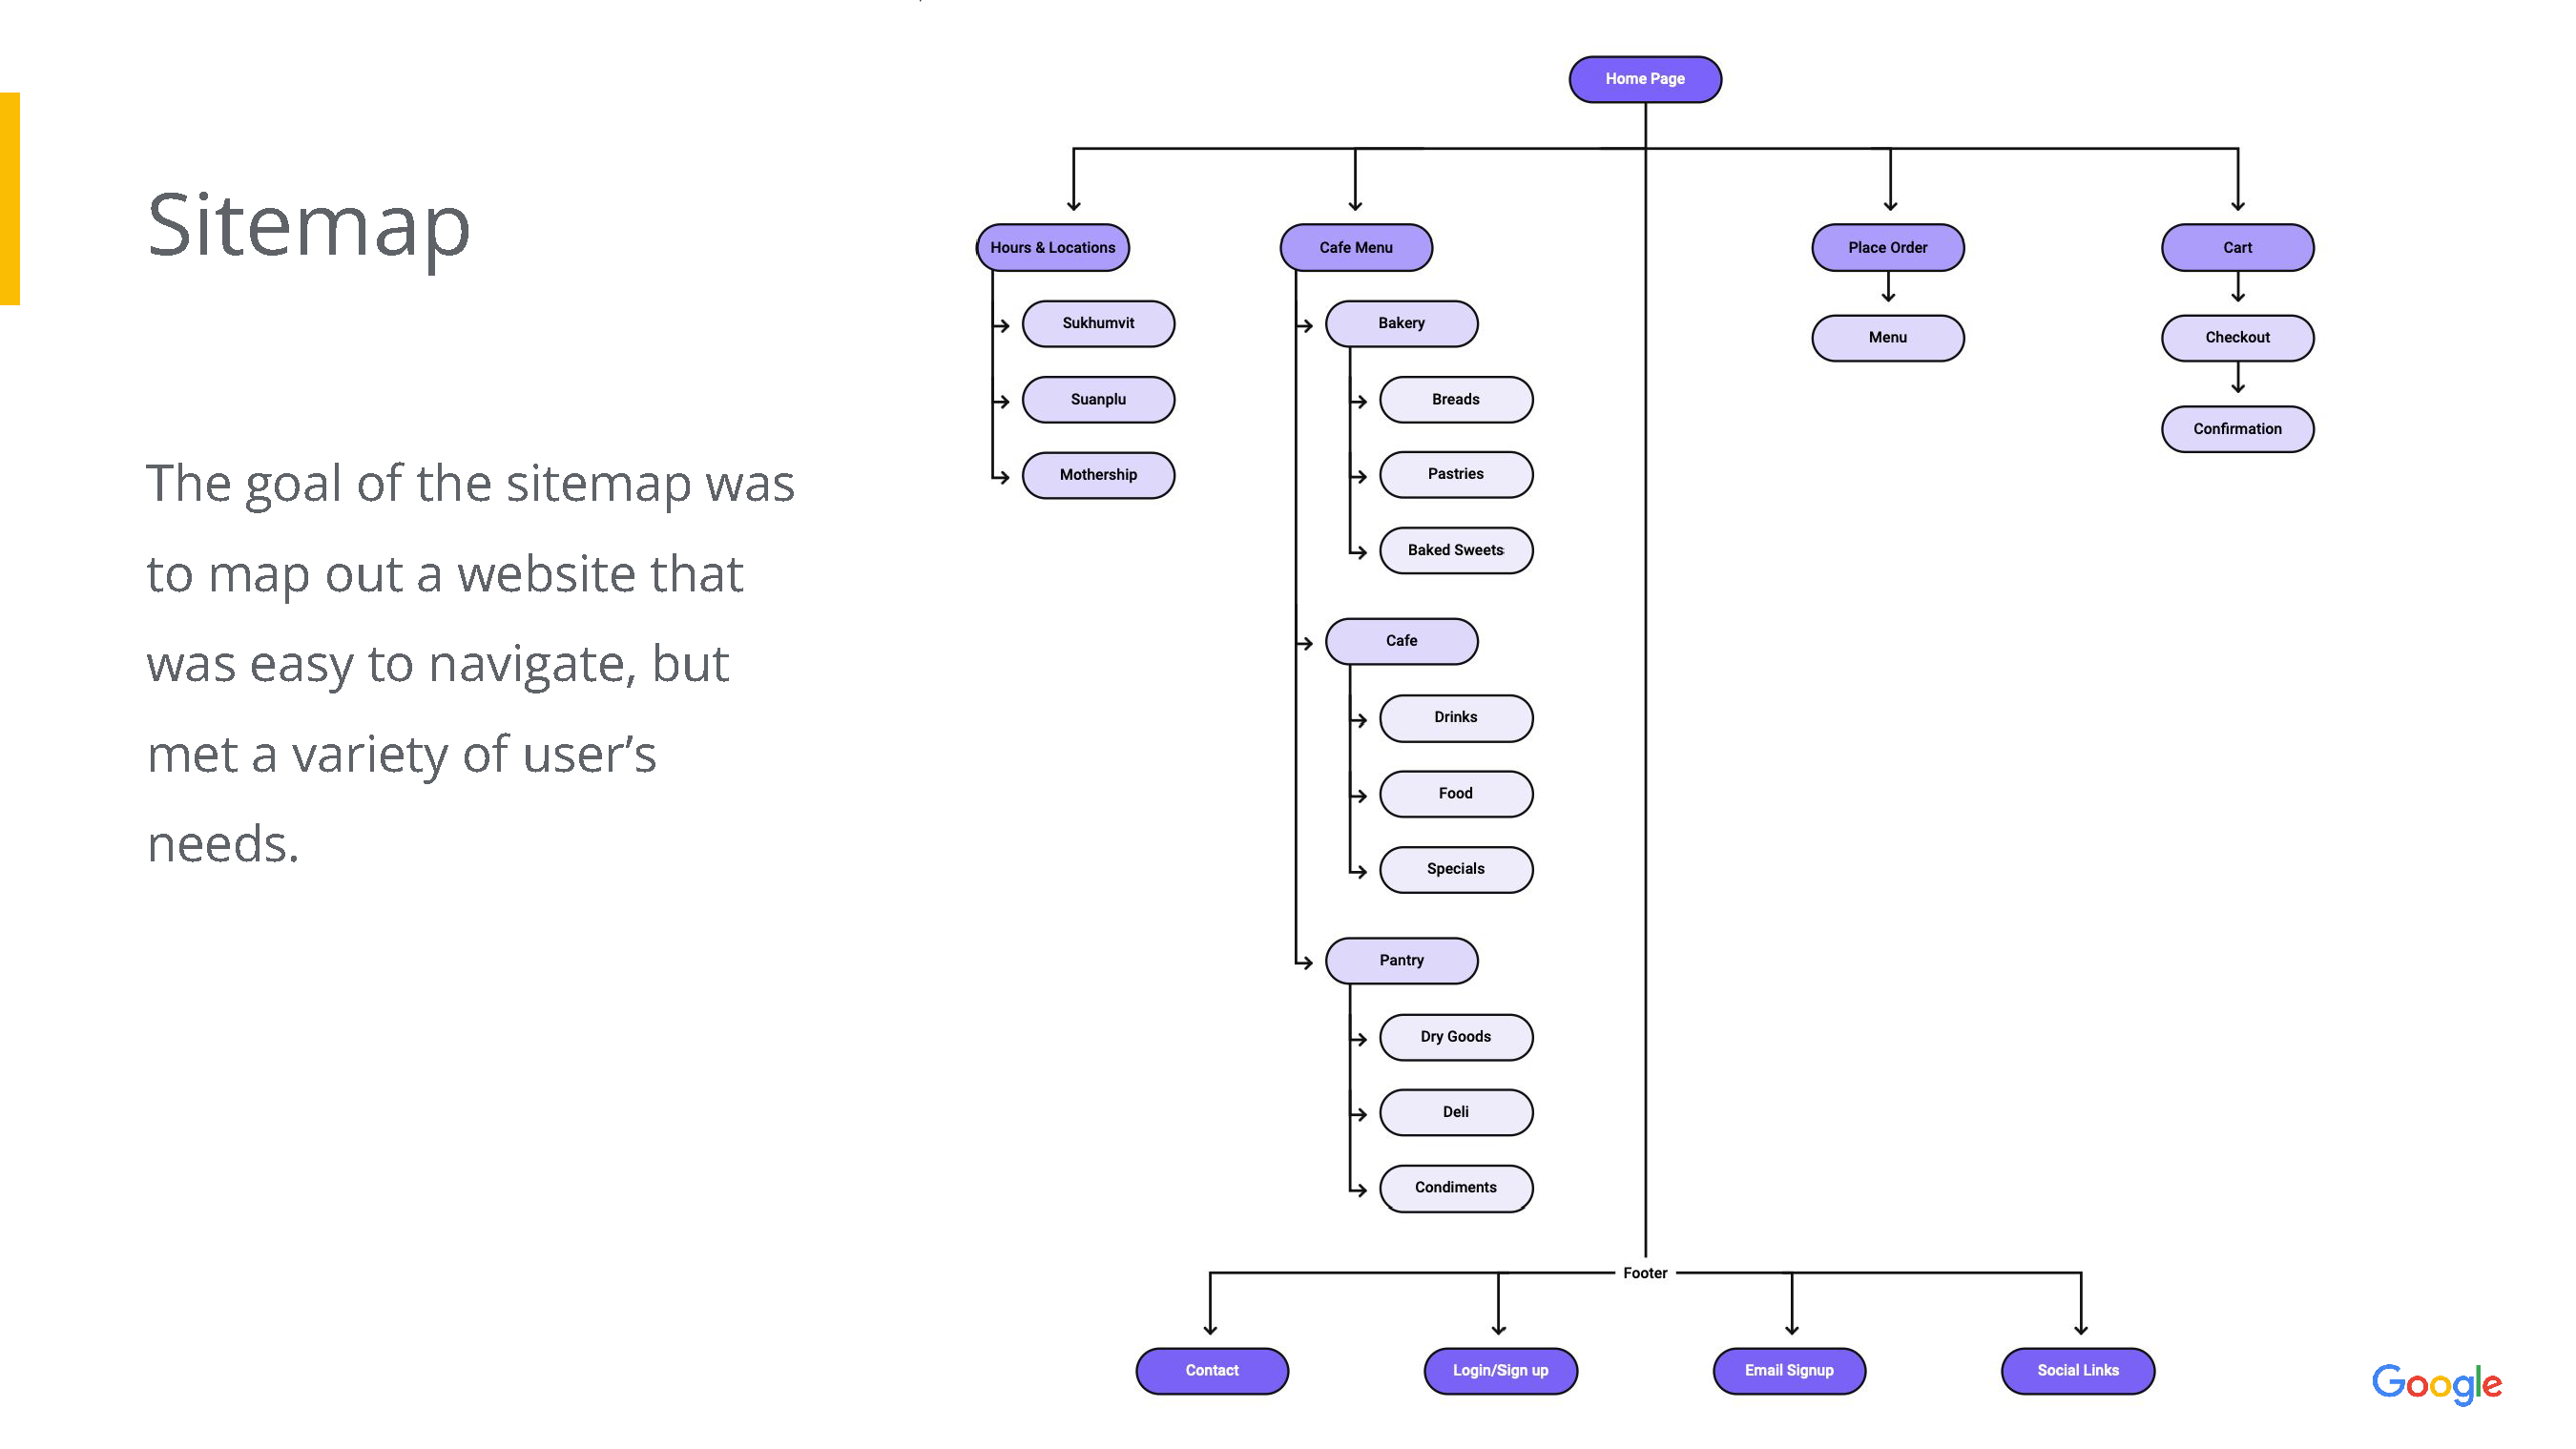 Sitemap
The goal of the sitemap was
to map out a website that
was easy to navigate, but
met a variety of user’s
needs.
Home Page
Hours & Locations
Sukhumvit
Suanplu
Mothership
Cafe Menu
Bakery
Breads
Pastries
Baked Sweets
Cafe
Drinks
Food
Specials
Pantry
Dry Goods
Deli
Condiments
Place Order
Menu
Cart
Checkout
Confirmation
Footer
Contact
Login/Sign up
Email Signup
Social Links
Google